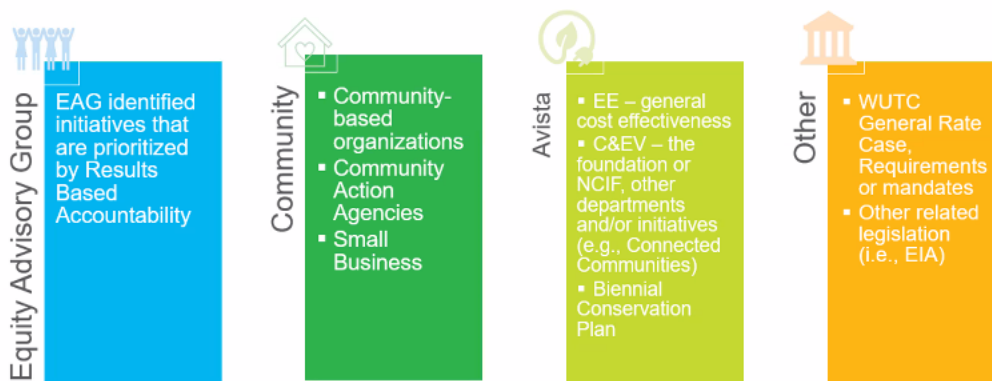 Equity Advisory Group
EAG identified
initiatives that
are prioritized
by Results
Based
Accountability
Community
▪ Community-
based
organizations
▪ Community
Action
Agencies
▪ Small
Business
Avista
▪ EE – general
cost effectiveness
▪ C&EV – the
foundation or
NCIF, other
departments
and/or initiatives
(e.g., Connected
Communities)
▪ Biennial
Conservation
Plan
Other
▪ WUTC
General Rate
Case,
Requirements
or mandates
▪ Other related
legislation
(i.e., EIA)